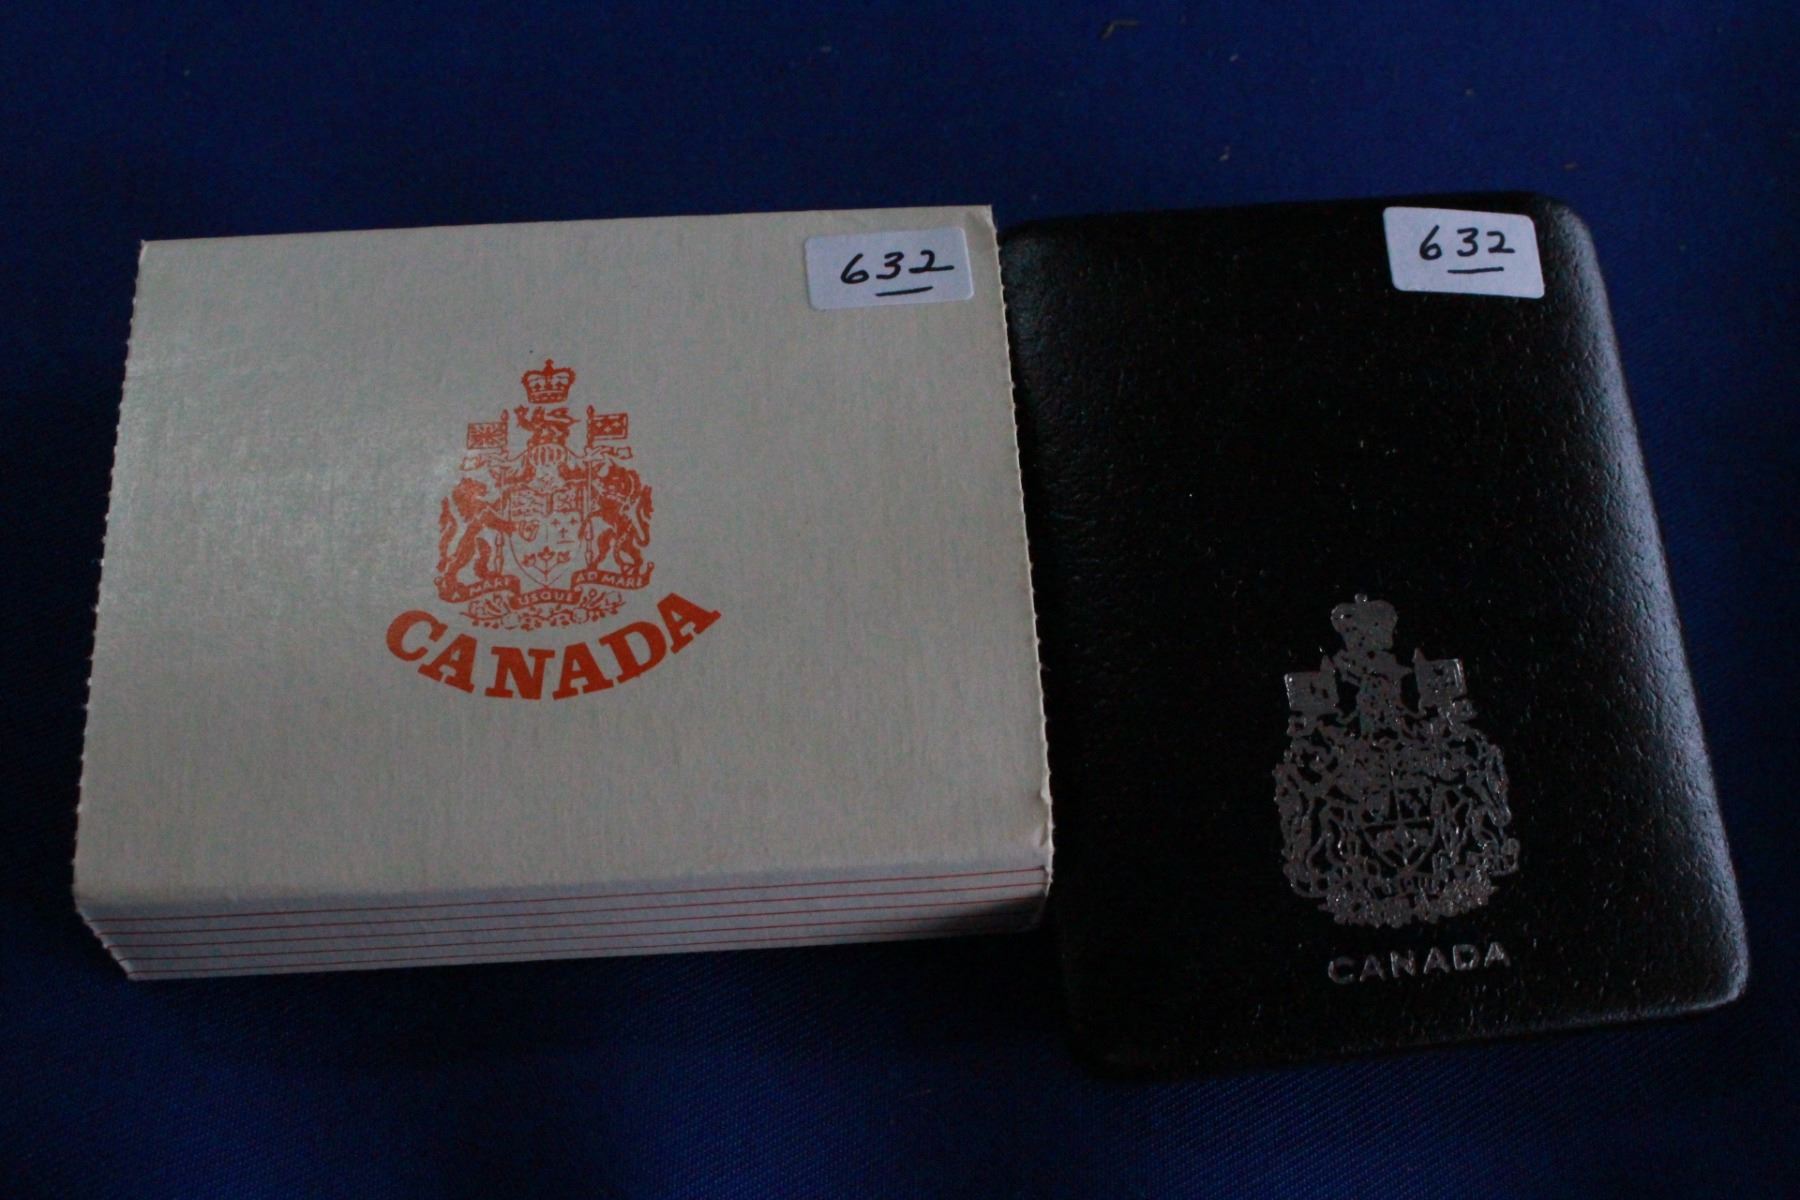 632
A MARI USQUE AD MARE
CANADA
632
CANADA